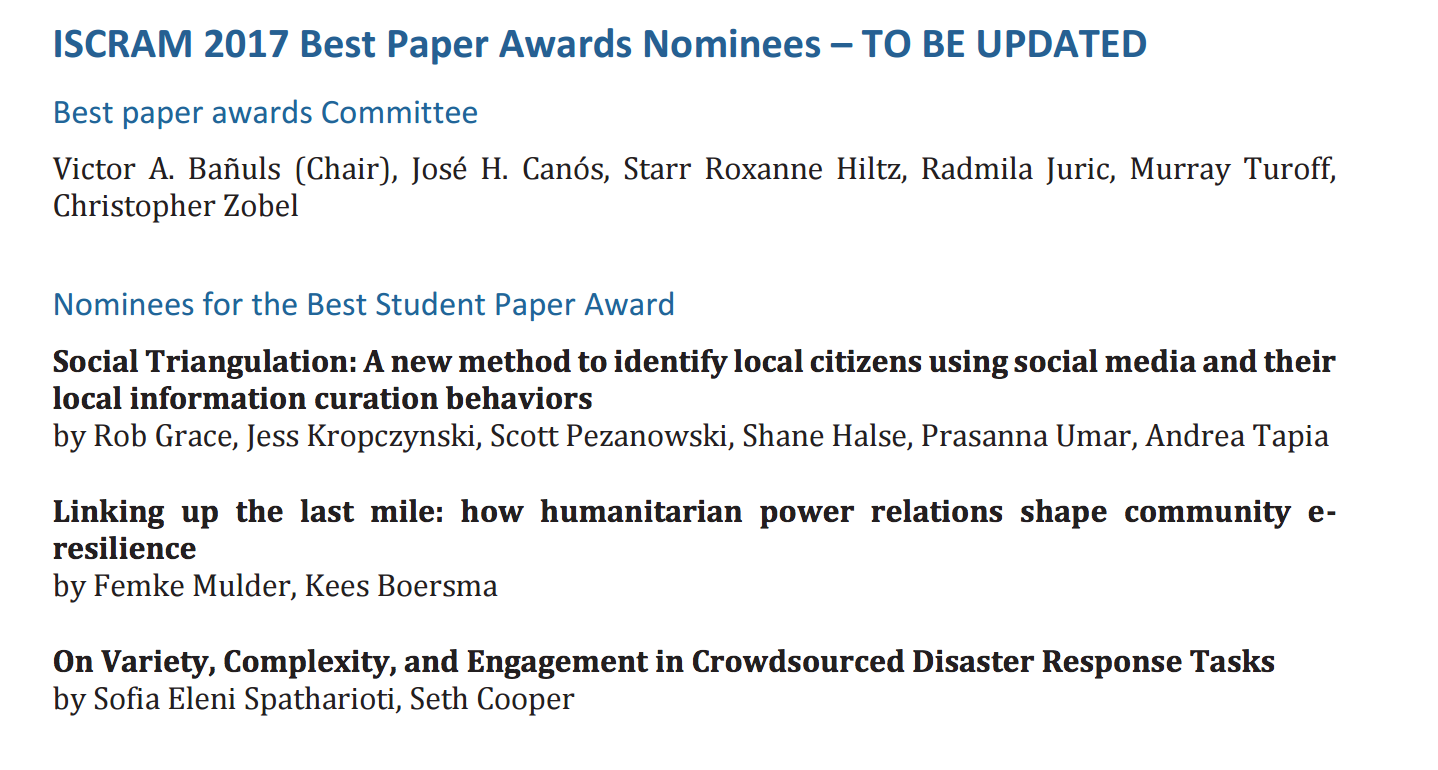 ISCRAM 2017 Best Paper Awards Nominees – TO BE UPDATED
Best paper awards Committee
Victor A. Bañuls (Chair), José H. Canós, Starr Roxanne Hiltz, Radmila Juric, Murray Turoff,
Christopher Zobel
Nominees for the Best Student Paper Award
Social Triangulation: A new method to identify local citizens using social media and their
local information curation behaviors
by Rob Grace, Jess Kropczynski, Scott Pezanowski, Shane Halse, Prasanna Umar, Andrea Tapia
Linking up the last mile: how humanitarian power relations shape community e-
resilience
by Femke Mulder, Kees Boersma
On Variety, Complexity, and Engagement in Crowdsourced Disaster Response Tasks
by Sofia Eleni Spatharioti, Seth Cooper